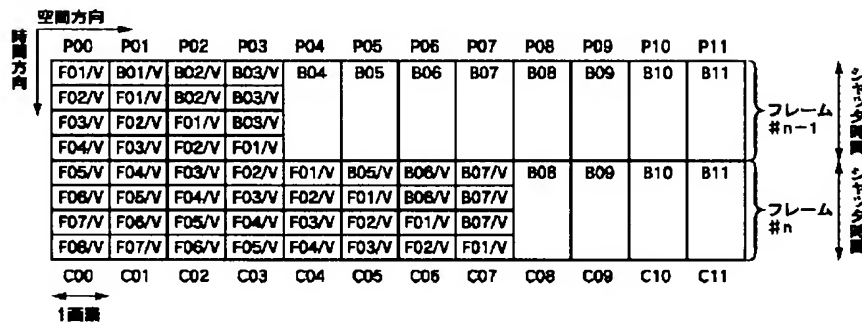 空間方向
時間方向
P00 P01 P02 P03 P04 P05 P06 P07 P08 P09 P10 P11
F01/V B01/V B02/V B03/V B04 B05 B06 B07 B08 B09 B10 B11
F02/V F01/V B02/V B03/V
F03/V F02/V F01/V B03/V
F04/V F03/V F02/V F01/V
フレーム
#n-1
シャッタ期間
F05/V F04/V F03/V F02/V F01/V B05/V B06/V B07/V B08 B09 B10 B11
F06/V F05/V F04/V F03/V F02/V F01/V B06/V B07/V
F07/V F06/V F05/V F04/V F03/V F02/V F01/V B07/V
F08/V F07/V F06/V F05/V F04/V F03/V F02/V F01/V
フレーム
#n
シャッタ期間
C00 C01 C02 C03 C04 C05 C06 C07 C08 C09 C10 C11
1画素